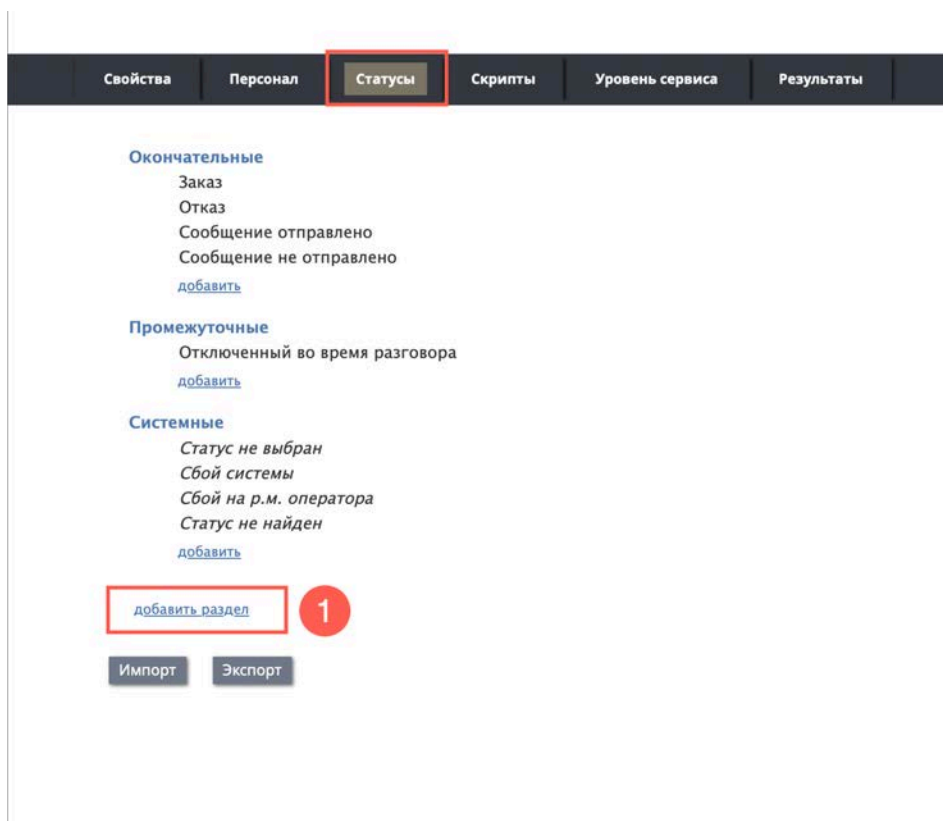 Свойства Персонал Статусы Скрипты Уровень сервиса Результаты
Окончательные
Заказ
Отказ
Сообщение отправлено
Сообщение не отправлено
добавить
Промежуточные
Отключенный во время разговора
добавить
Системные
Статус не выбран
Сбой системы
Сбой на р.м. оператора
Статус не найден
добавить
добавить раздел 1
Импорт Экспорт